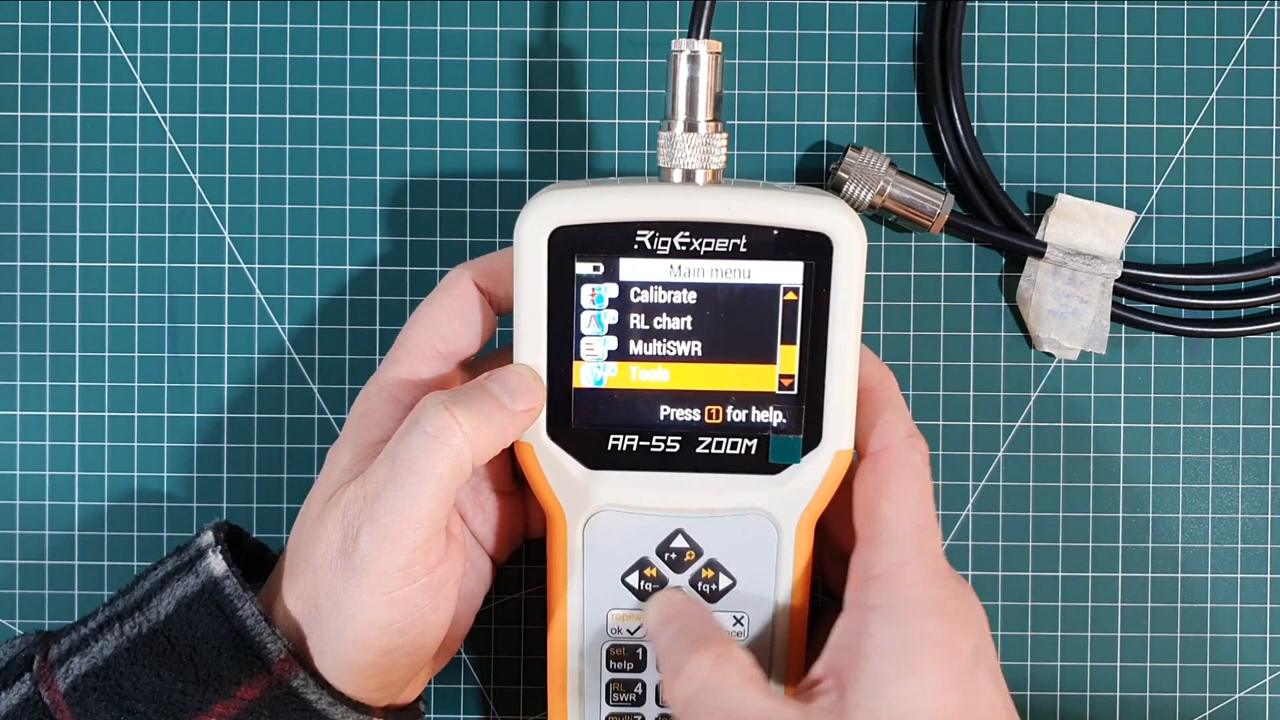 RigExpert
Main menu
Calibrate
RL chart
MultiSWR
Tools
Press 1 for help.
AA-55 ZOOM
r+
fq-
fq+
ok
set. 1
help
RL 4
SWR